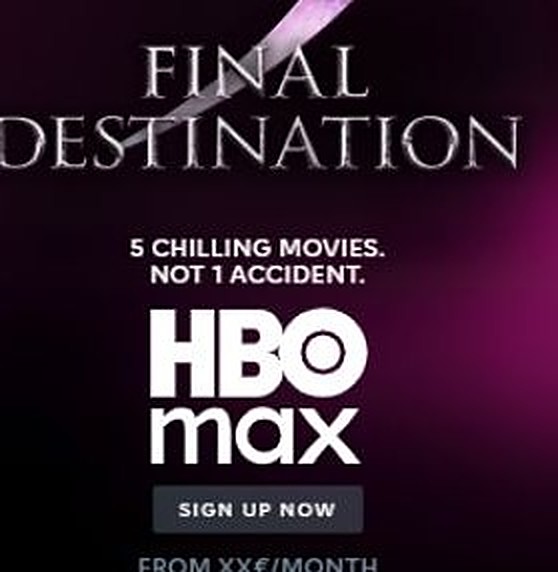 FINAL
DESTINATION
5 CHILLING MOVIES.
NOT 1 ACCIDENT.
HBO
max
SIGN UP NOW
FROM XX€/MONTH